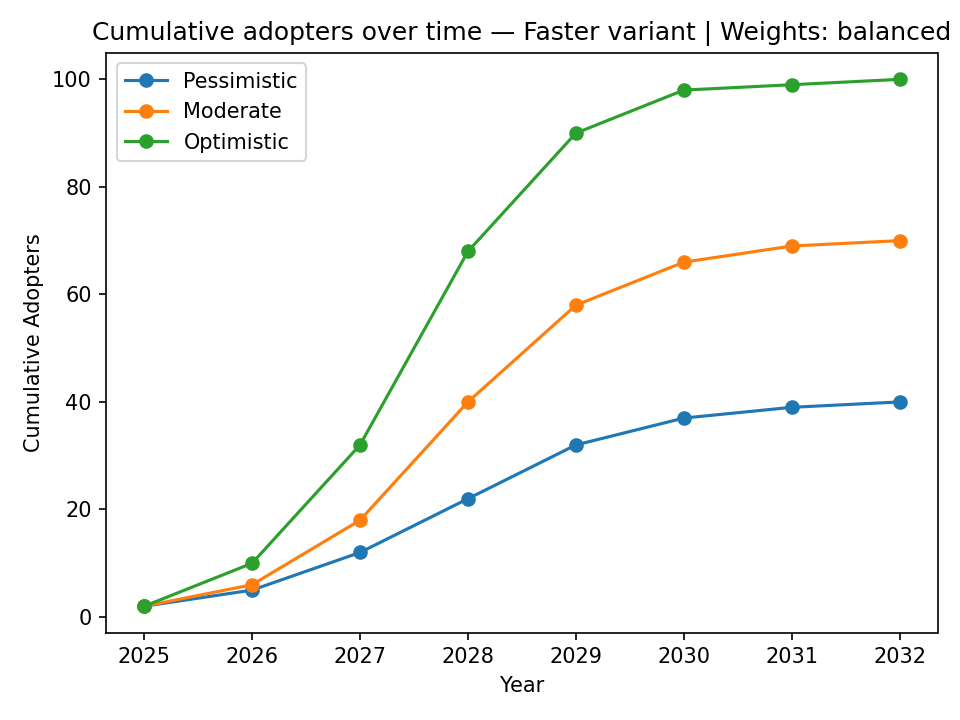 Cumulative adopters over time — Faster variant | Weights: balanced
Pessimistic
Moderate
Optimistic
Cumulative Adopters
100
80
60
40
20
0
2025 2026 2027 2028 2029 2030 2031 2032
Year